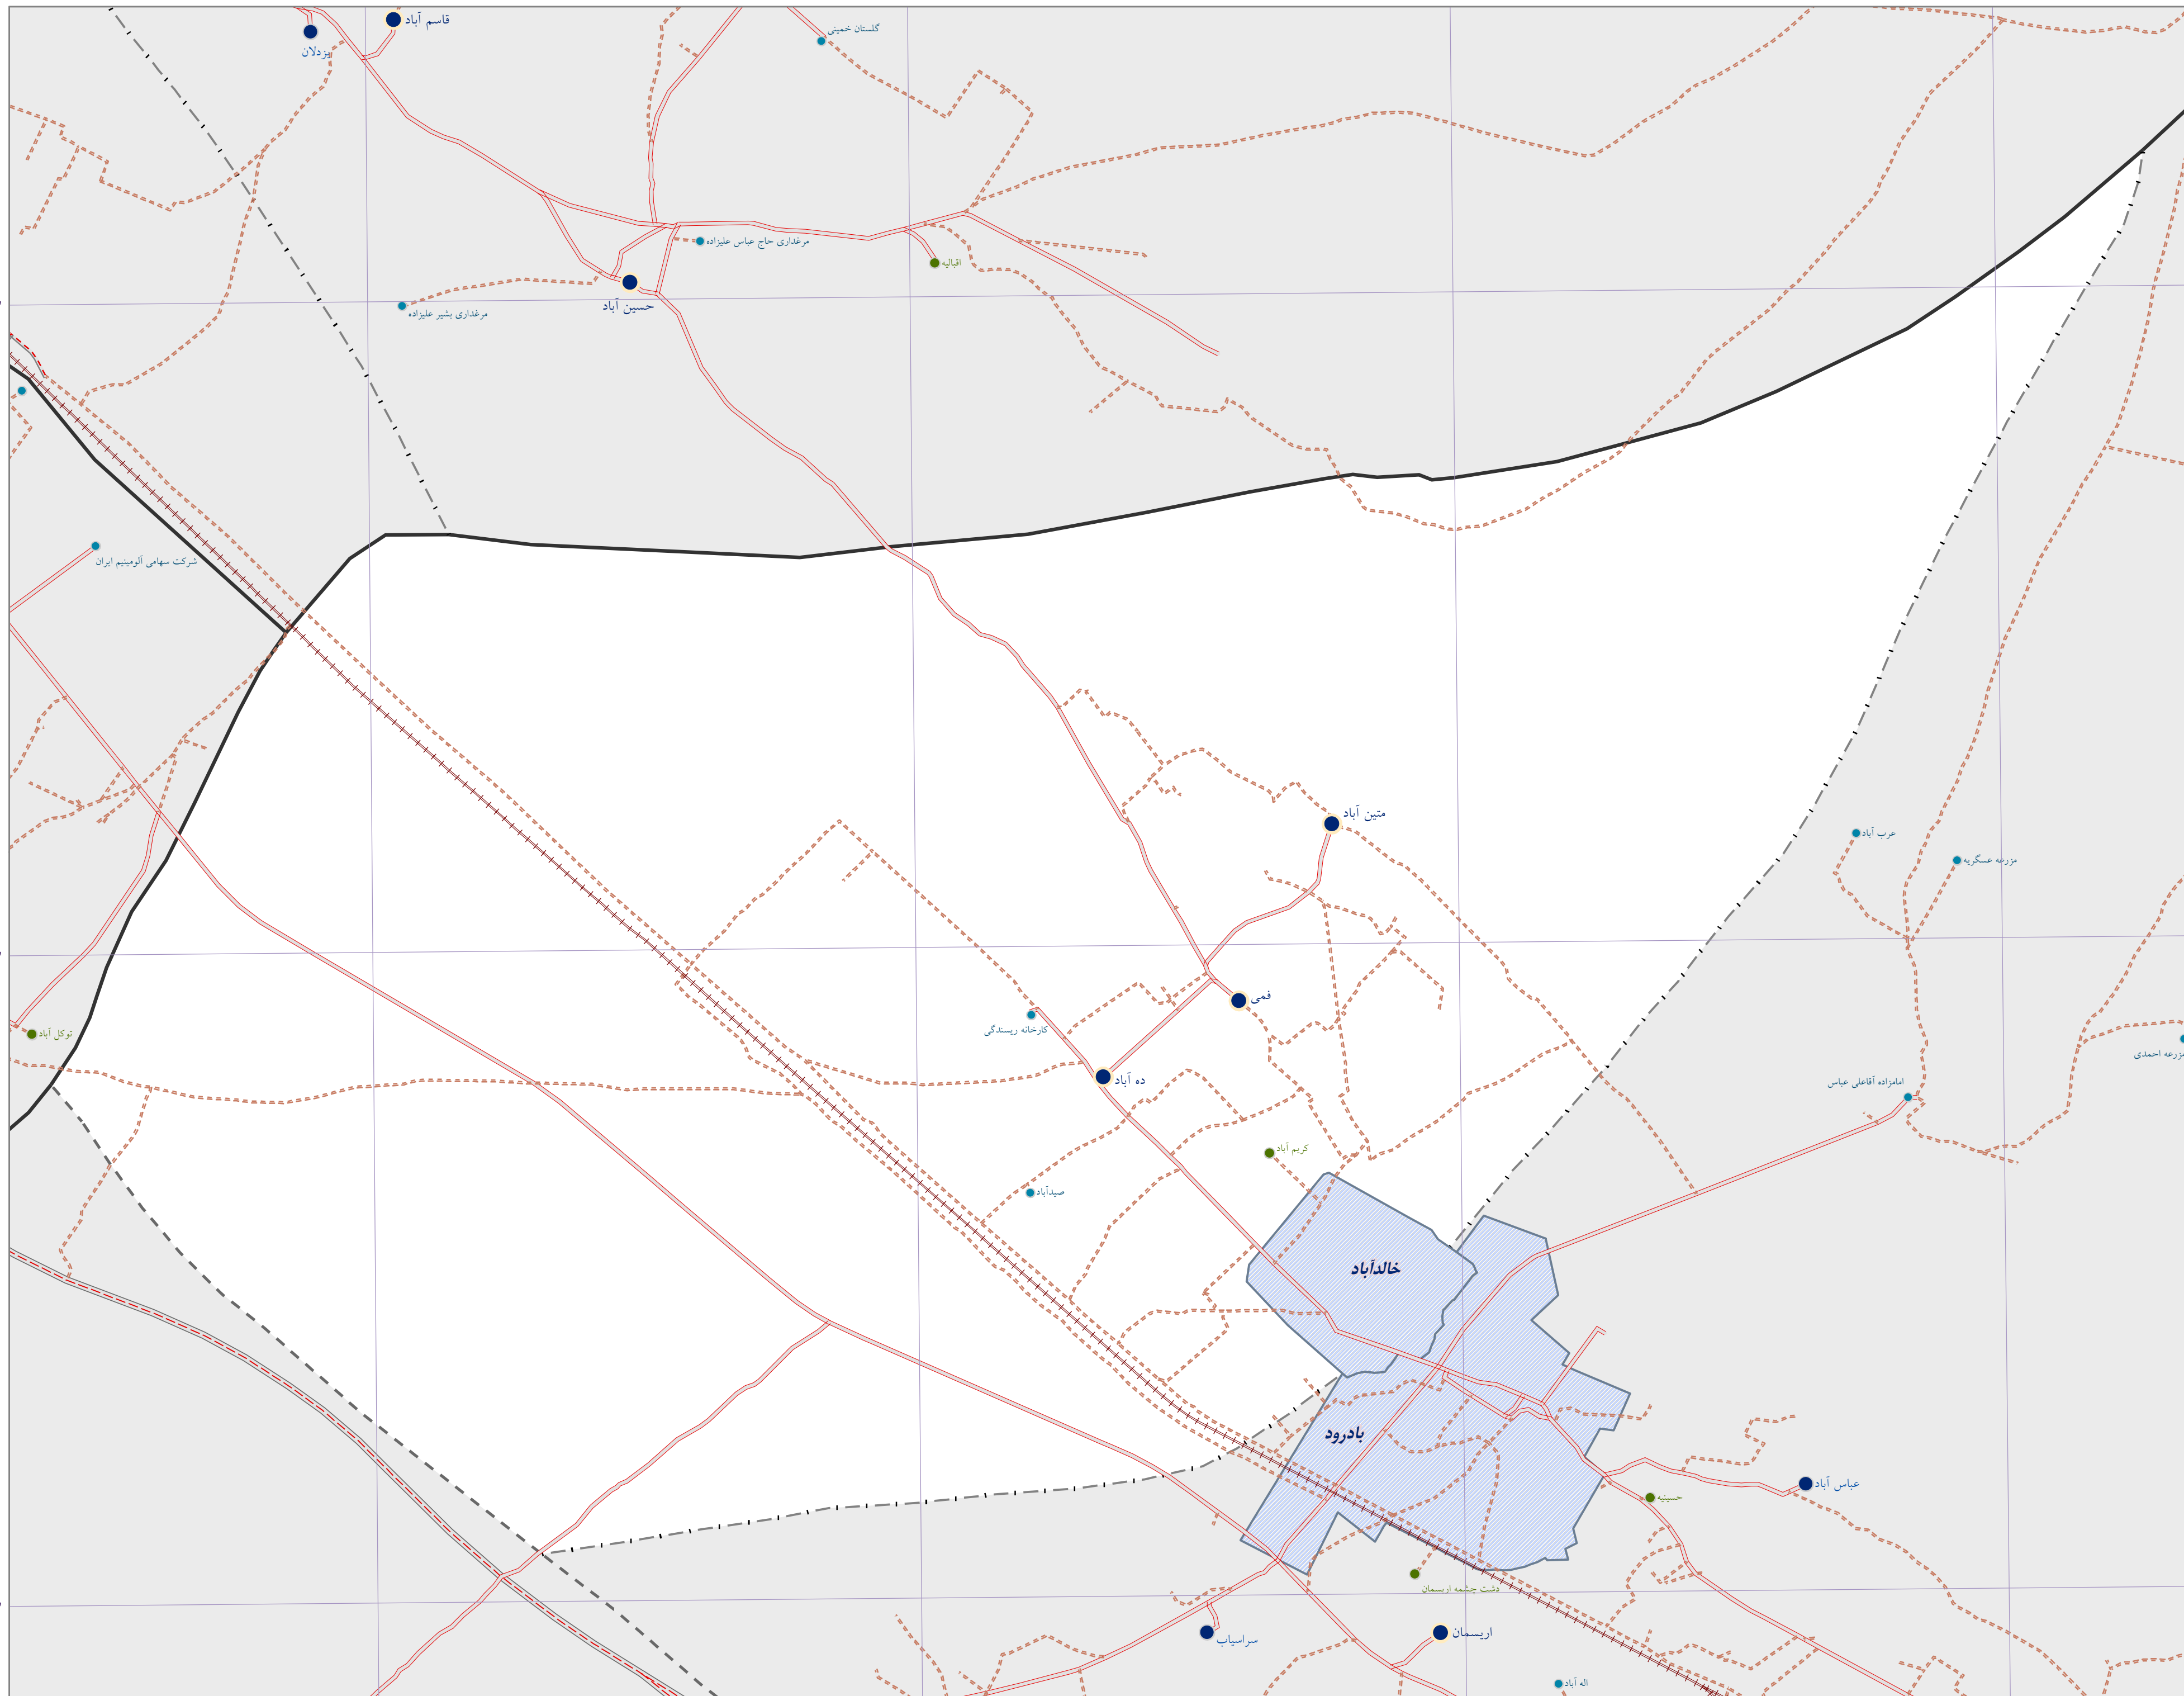 قاسم آباد
یزدلان
گلستان خمینی
مرغداری حاج عباس علیزاده
اقبالیه
حسین آباد
مرغداری بشیر علیزاده
شرکت سهامی آلومینیم ایران
متین آباد
عرب آباد
مزرعه عسگریه
فمی
توکل آباد
کارخانه ریسندگی
مزرعه احمدی
ده آباد
امامزاده آقاعلی عباس
کریم آباد
صیدآباد
خالدآباد
بادرود
عباس آباد
حسینیه
دشت چشمه اریسمان
اریسمان
سراسیاب
اله آباد